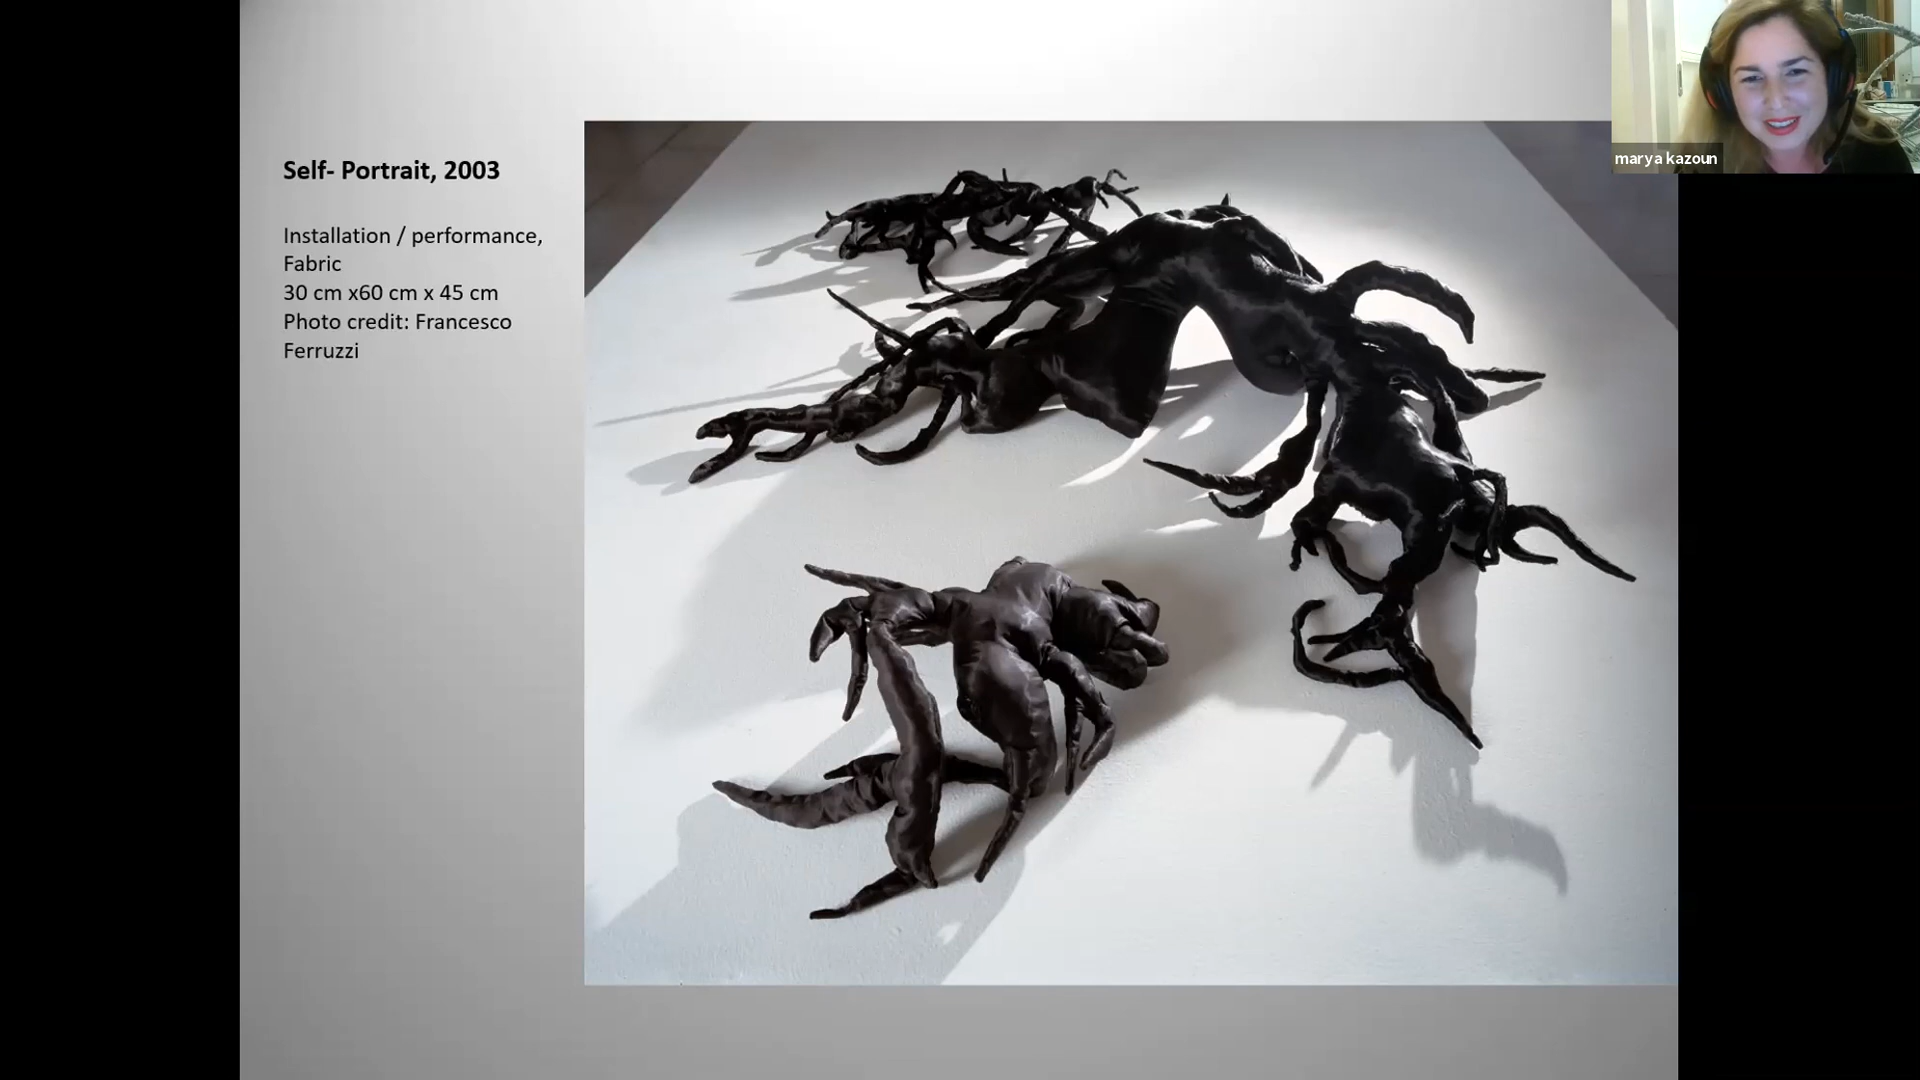 Self- Portrait, 2003
Installation / performance,
Fabric
30 cm x60 cm x 45 cm
Photo credit: Francesco
Ferruzzi
marya kazoun